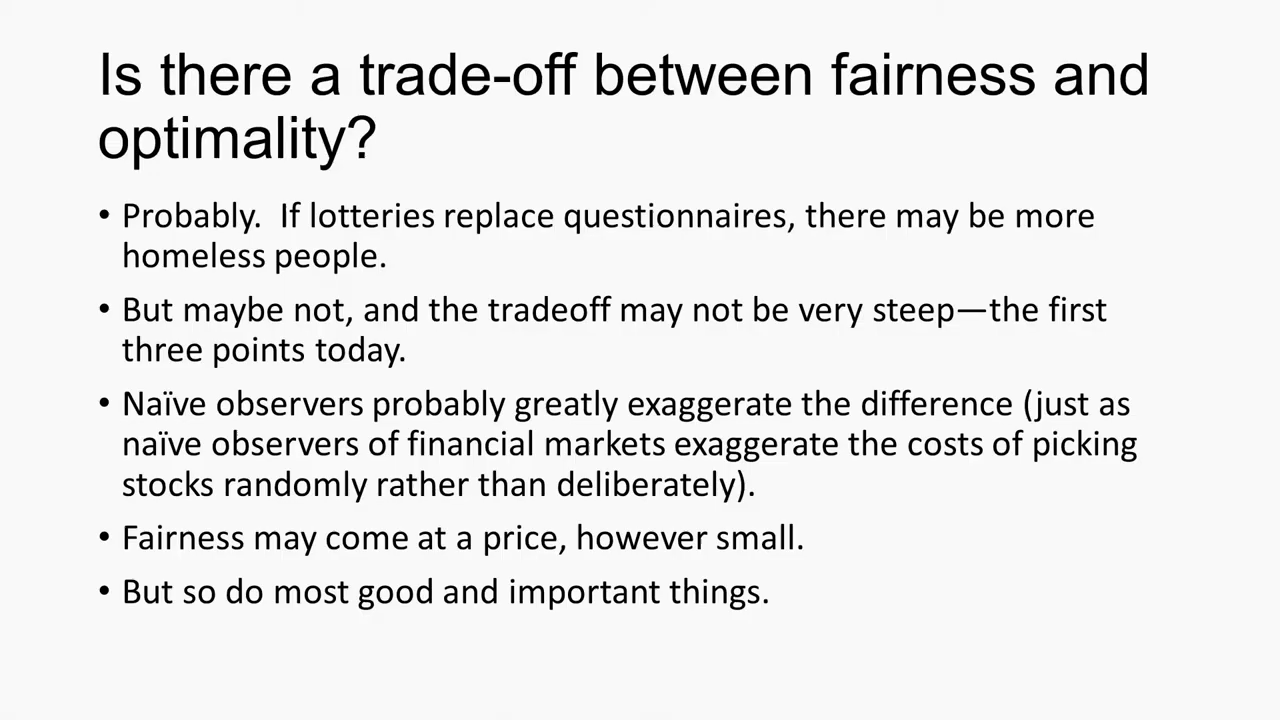 Is there a trade-off between fairness and
optimality?
• Probably.  If lotteries replace questionnaires, there may be more
homeless people.
• But maybe not, and the tradeoff may not be very steep—the first
three points today.
• Naïve observers probably greatly exaggerate the difference (just as
naïve observers of financial markets exaggerate the costs of picking
stocks randomly rather than deliberately).
• Fairness may come at a price, however small.
• But so do most good and important things.